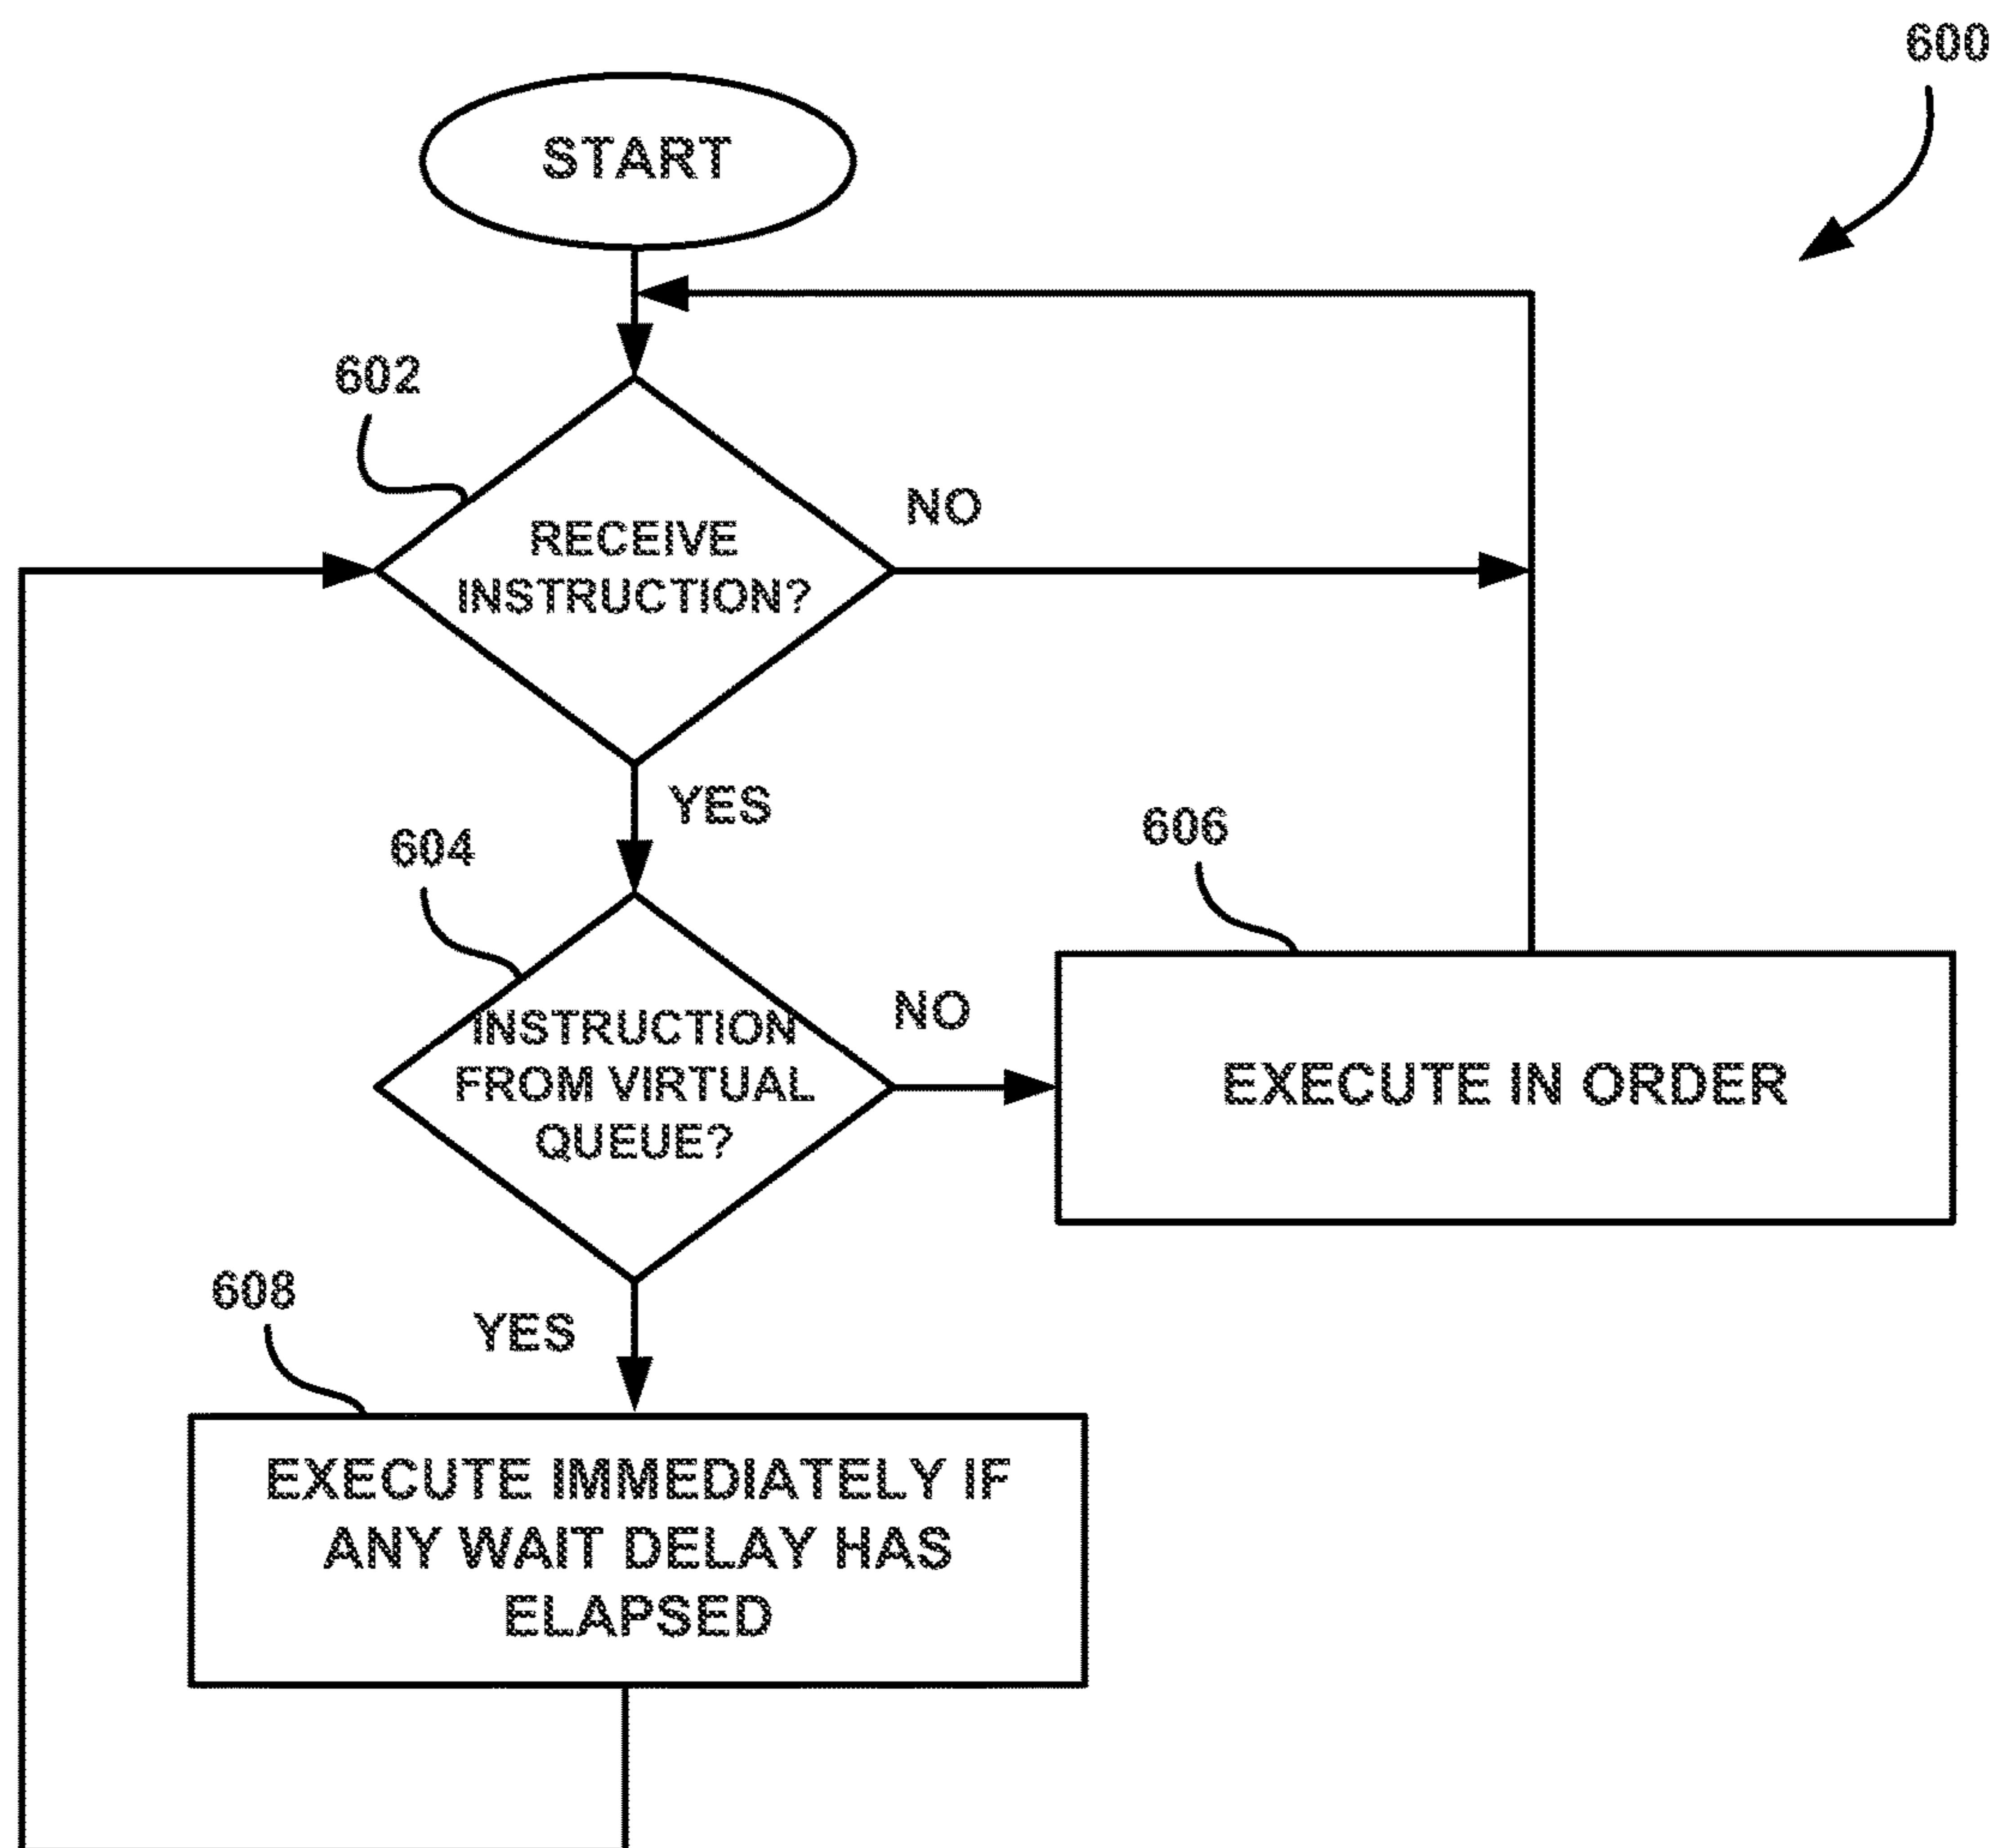 600
START
602
RECEIVE
INSTRUCTION?
NO
YES
604
606
INSTRUCTION
FROM VIRTUAL
QUEUE?
NO
EXECUTE IN ORDER
608
YES
EXECUTE IMMEDIATELY IF
ANY WAIT DELAY HAS
ELAPSED